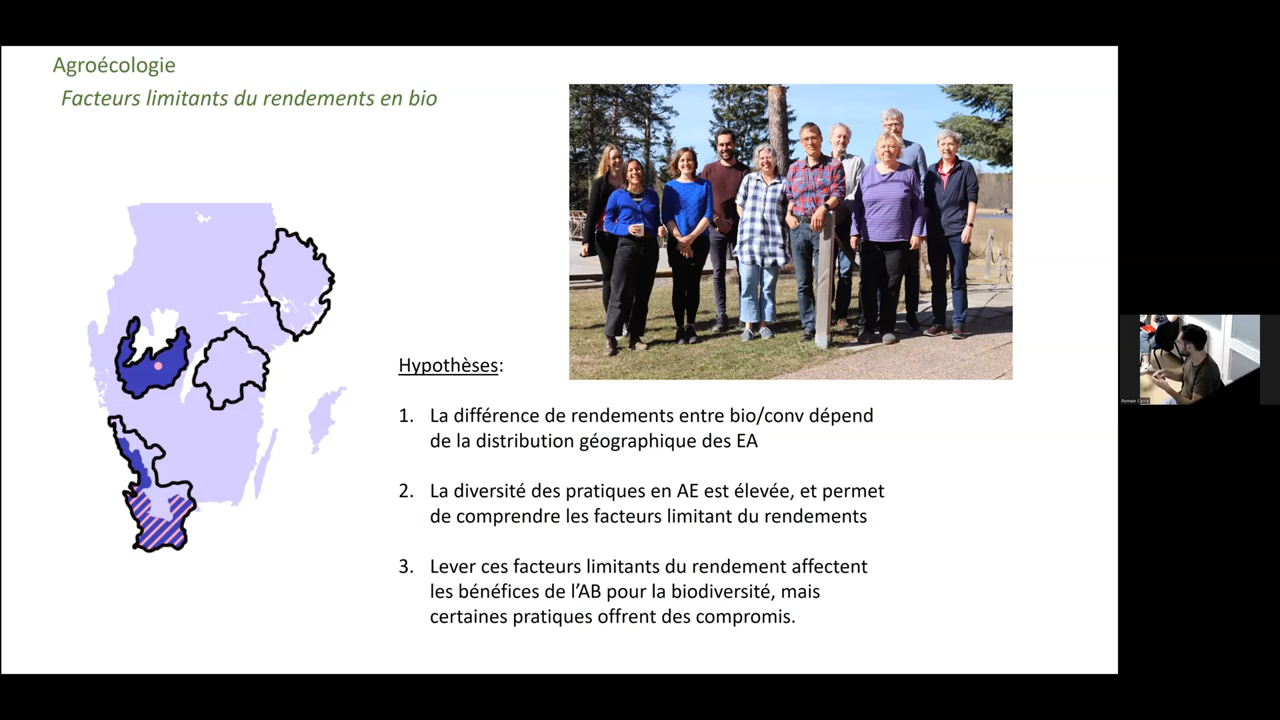 Agroécologie
Facteurs limitants du rendements en bio
Hypothèses:
1. La différence de rendements entre bio/conv dépend
de la distribution géographique des EA
2. La diversité des pratiques en AE est élevée, et permet
de comprendre les facteurs limitant du rendements
3. Lever ces facteurs limitants du rendement affectent
les bénéfices de l'AB pour la biodiversité, mais
certaines pratiques offrent des compromis.
Romain Carrié